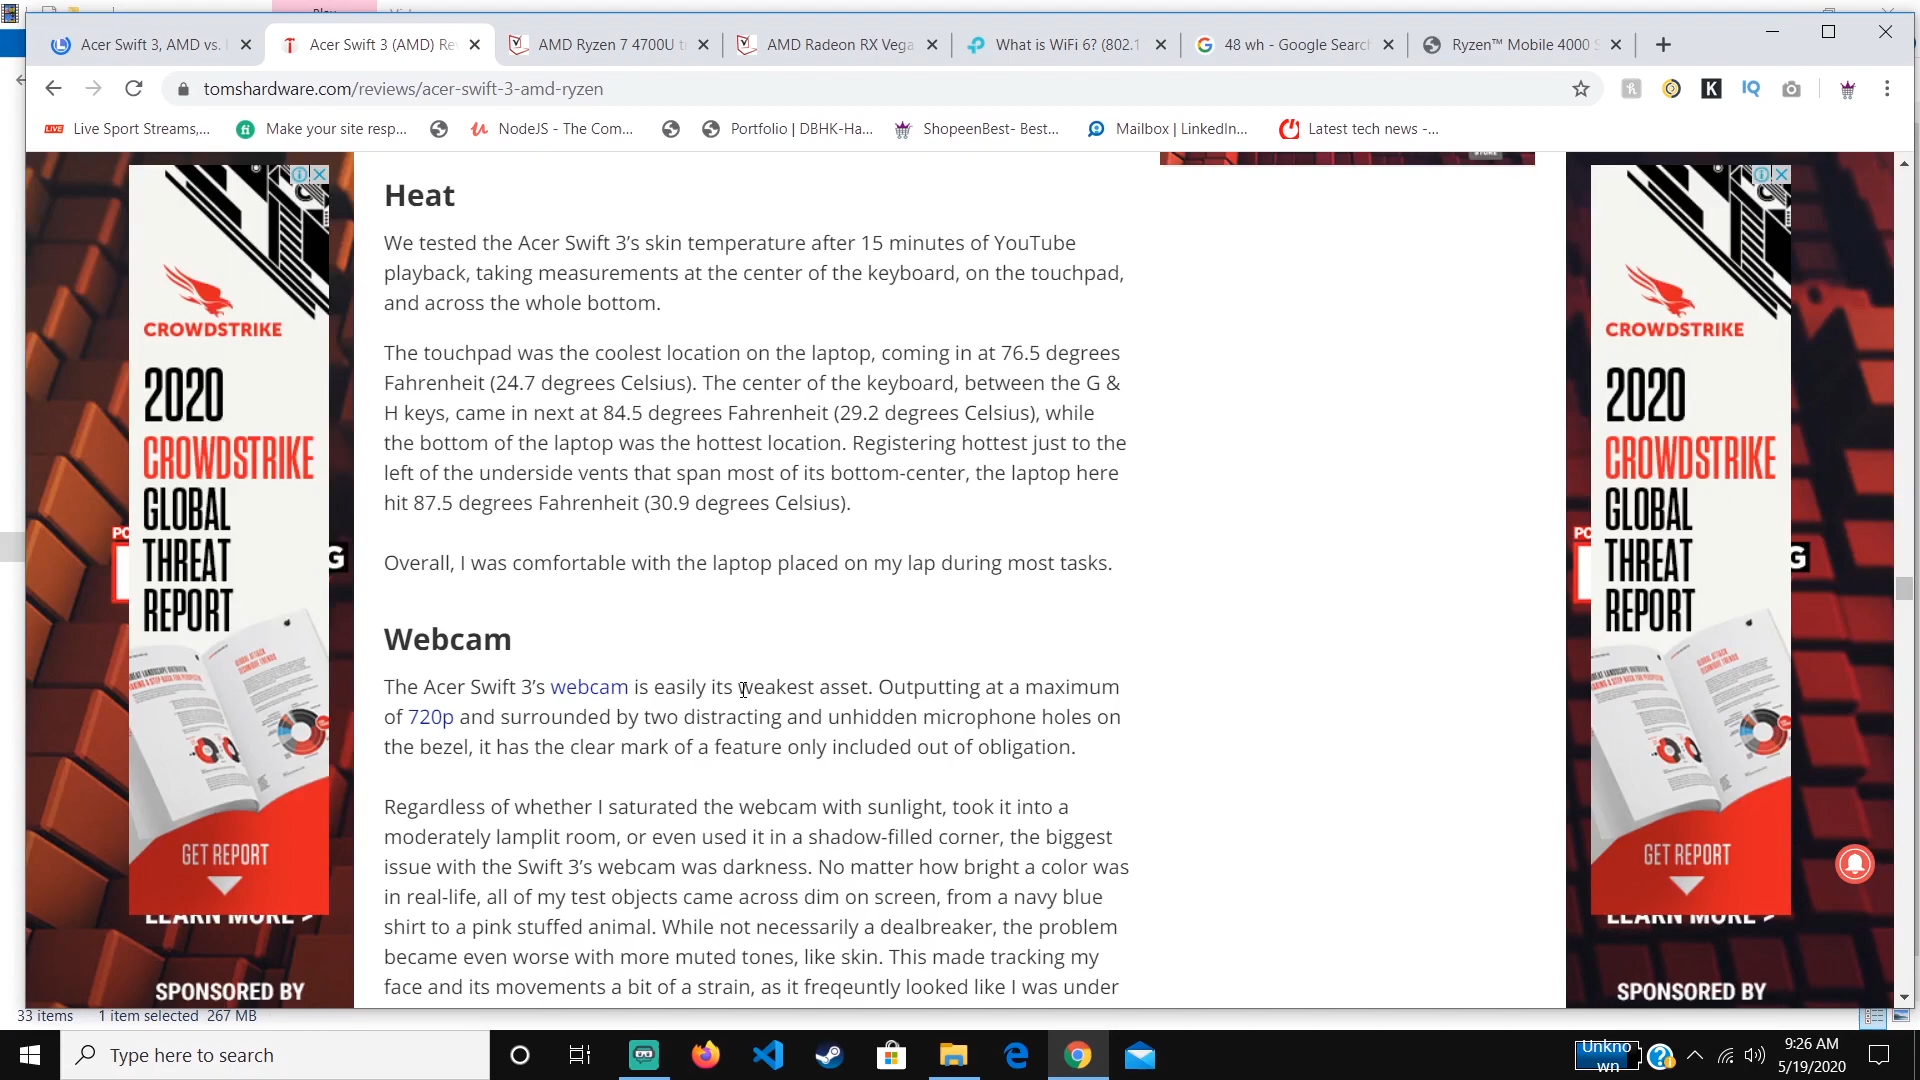 Acer Swift 3, AMD vs.
Acer Swift 3 (AMD) Re
AMD Ryzen 7 4700U t
AMD Radeon RX Vega
What is WiFi 6? (802.1
48 wh - Google Search
Ryzen™ Mobile 4000 S
tomshardware.com/reviews/acer-swift-3-amd-ryzen
Live Sport Streams,...
Make your site resp...
NodeJS - The Com...
Portfolio | DBHK-Ha...
ShopeenBest- Best...
Mailbox | LinkedIn...
Latest tech news -...
CROWDSTRIKE
2020
CROWDSTRIKE
GLOBAL
THREAT
REPORT
GET REPORT
LEARN MORE >
SPONSORED BY
Heat
We tested the Acer Swift 3’s skin temperature after 15 minutes of YouTube
playback, taking measurements at the center of the keyboard, on the touchpad,
and across the whole bottom.
The touchpad was the coolest location on the laptop, coming in at 76.5 degrees
Fahrenheit (24.7 degrees Celsius). The center of the keyboard, between the G &
H keys, came in next at 84.5 degrees Fahrenheit (29.2 degrees Celsius), while
the bottom of the laptop was the hottest location. Registering hottest just to the
left of the underside vents that span most of its bottom-center, the laptop here
hit 87.5 degrees Fahrenheit (30.9 degrees Celsius).
Overall, I was comfortable with the laptop placed on my lap during most tasks.
Webcam
The Acer Swift 3’s webcam is easily its weakest asset. Outputting at a maximum
of 720p and surrounded by two distracting and unhidden microphone holes on
the bezel, it has the clear mark of a feature only included out of obligation.
Regardless of whether I saturated the webcam with sunlight, took it into a
moderately lamplit room, or even used it in a shadow-filled corner, the biggest
issue with the Swift 3’s webcam was darkness. No matter how bright a color was
in real-life, all of my test objects came across dim on screen, from a navy blue
shirt to a pink stuffed animal. While not necessarily a dealbreaker, the problem
became even worse with more muted tones, like skin. This made tracking my
face and its movements a bit of a strain, as it freqeuntly looked like I was under
CROWDSTRIKE
2020
CROWDSTRIKE
GLOBAL
THREAT
REPORT
GET REPORT
LEARN MORE >
SPONSORED BY
33 items 1 item selected 267 MB
Type here to search
Unkno
wn
9:26 AM
5/19/2020